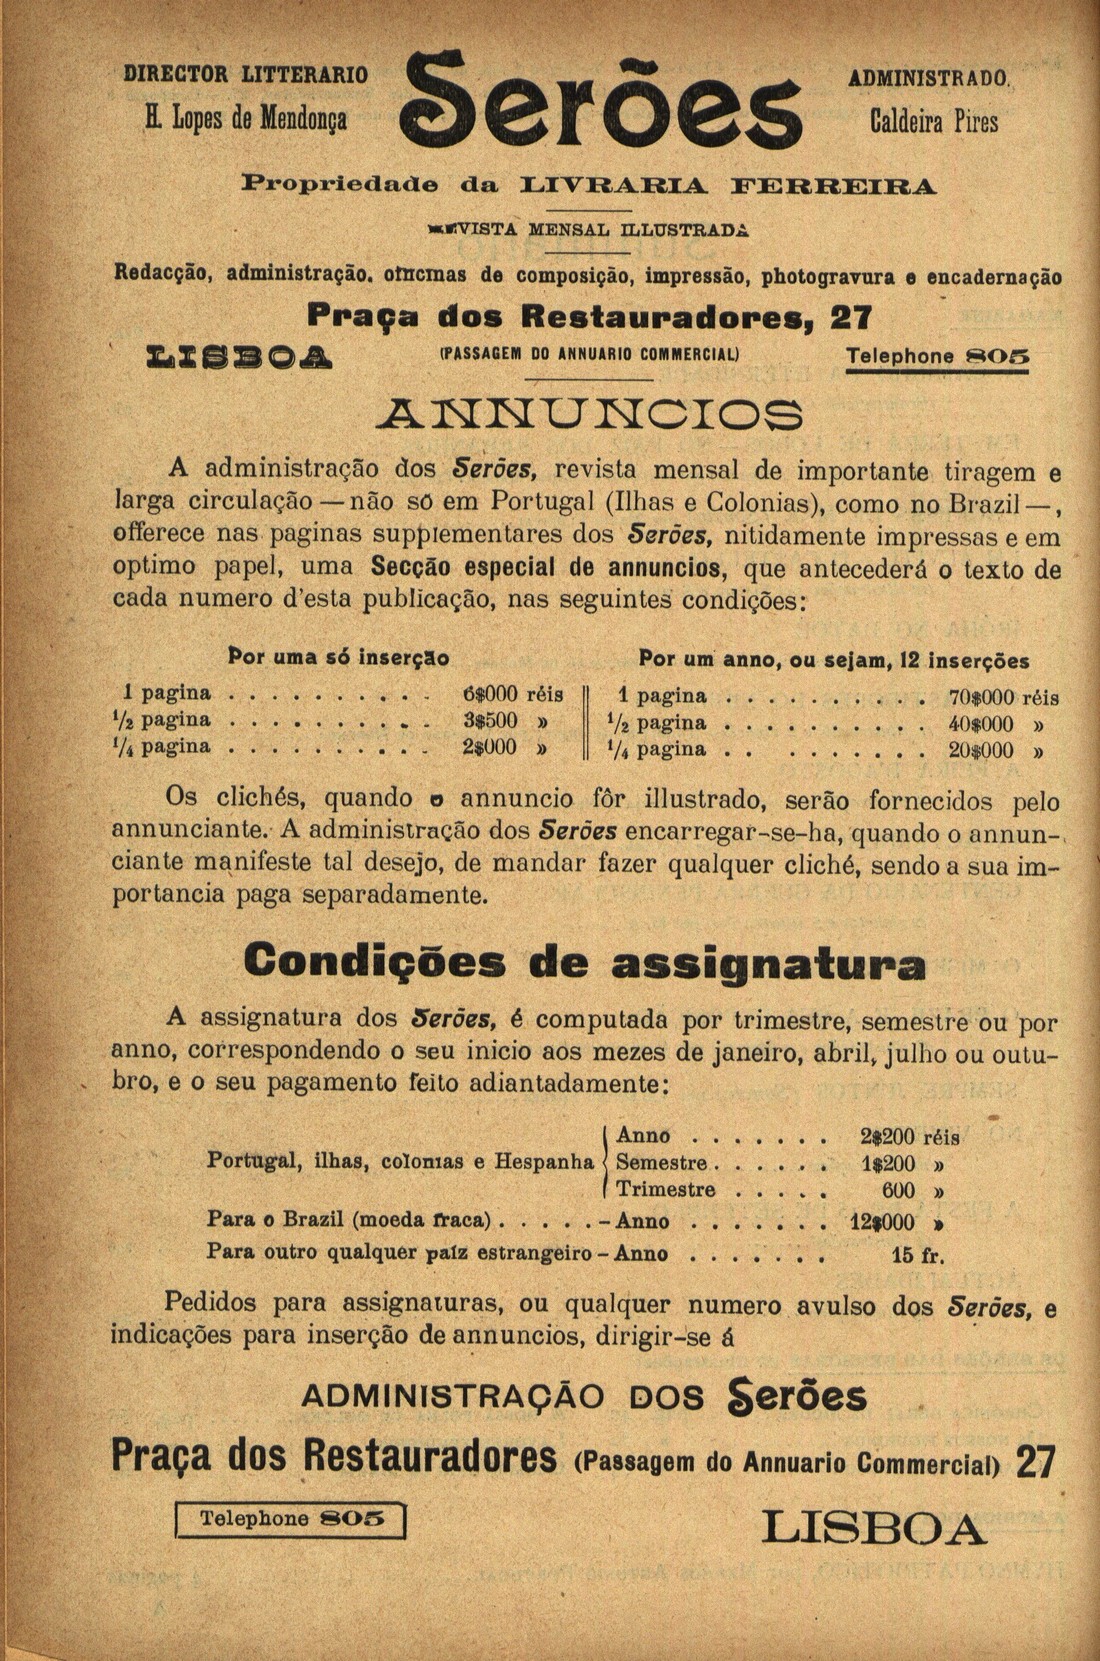 DIRECTOR LITTERARIO
H. Lopes de Mendonça
Serões
ADMINISTRADO
Caldeira Pires
Propriedade da LIVRARIA FERREIRA
REVISTA MENSAL ILLUSTRADA
Redacção, administração, officinas de composição, impressão, photogravura e encadernação
Praça dos Restauradores, 27
LISBOA (PASSAGEM DO ANNUARIO COMMERCIAL) Telephone 805
ANNUNCIOS
A administração dos Serões, revista mensal de importante tiragem e
larga circulação — não só em Portugal (Ilhas e Colonias), como no Brazil —,
offerece nas paginas supplementares dos Serões, nitidamente impressas e em
optimo papel, uma Secção especial de annuncios, que antecederá o texto de
cada numero d'esta publicação, nas seguintes condições:
Por uma só inserção
1 pagina . . . . . . . . . . 6$000 réis
1/2 pagina . . . . . . . . . . 3$500 »
1/4 pagina . . . . . . . . . . 2$000 »
Por um anno, ou sejam, 12 inserções
1 pagina . . . . . . . . . . 70$000 réis
1/2 pagina . . . . . . . . . . 40$000 »
1/4 pagina . . . . . . . . . 20$000 »
Os clichés, quando o annuncio fôr illustrado, serão fornecidos pelo
annunciante. A administração dos Serões encarregar-se-ha, quando o annun-
ciante manifeste tal desejo, de mandar fazer qualquer cliché, sendo a sua im-
portancia paga separadamente.
Condições de assignatura
A assignatura dos Serões, é computada por trimestre, semestre ou por
anno, correspondendo o seu inicio aos mezes de janeiro, abril, julho ou outu-
bro, e o seu pagamento feito adiantadamente:
Portugal, ilhas, colonias e Hespanha
Anno . . . . . . . 2$200 réis
Semestre . . . . . . 1$200 »
Trimestre . . . . . 600 »
Para o Brazil (moeda fraca) . . . . . – Anno . . . . . . . 12$000 »
Para outro qualquer paiz estrangeiro – Anno . . . . . . . 15 fr.
Pedidos para assignaturas, ou qualquer numero avulso dos Serões, e
indicações para inserção de annuncios, dirigir-se á
ADMINISTRAÇÃO DOS Serões
Praça dos Restauradores (Passagem do Annuario Commercial) 27
Telephone 805 LISBOA